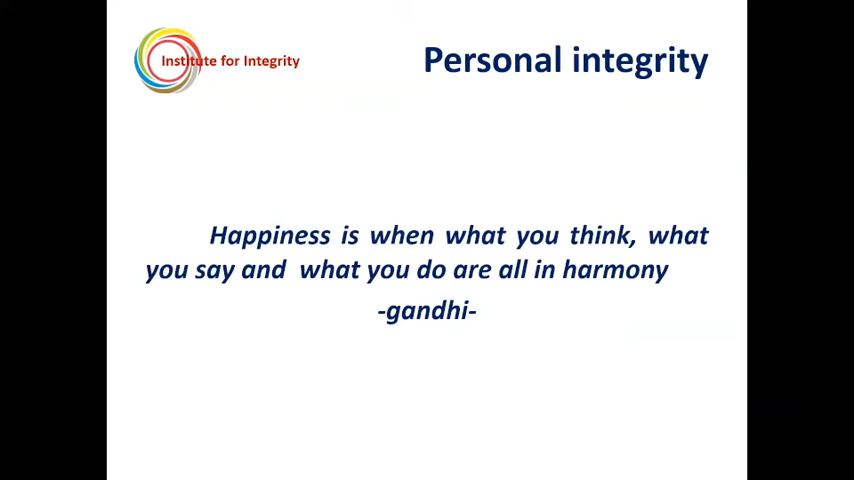 Institute for Integrity
Personal integrity
Happiness is when what you think, what
you say and what you do are all in harmony
-gandhi-